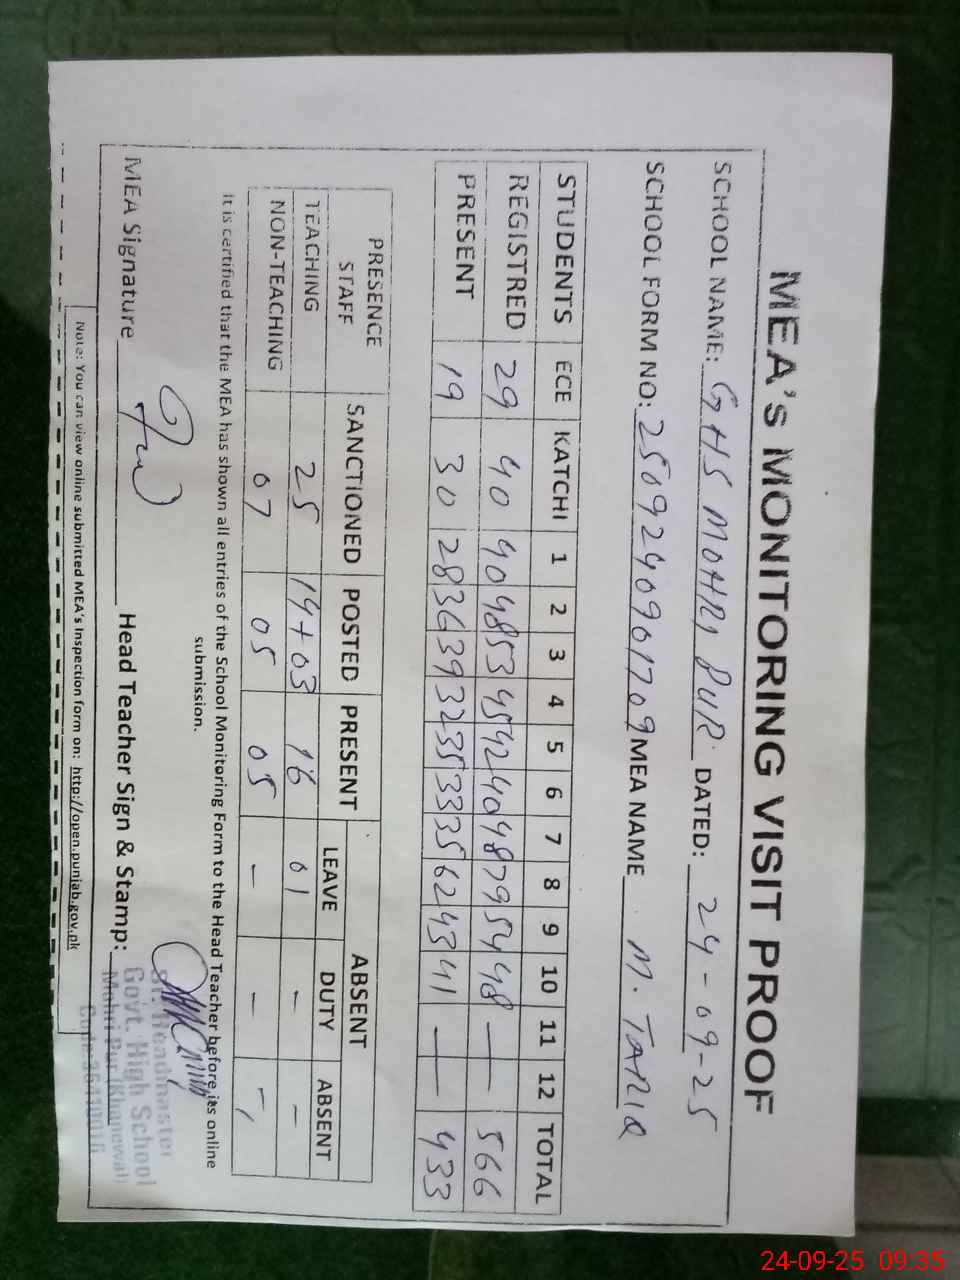 MEA'S MONITORING VISIT PROOF
SCHOOL NAME: GHS MOHRI PUR DATED: 24-09-25
SCHOOL FORM NO: 2509240901709 MEA NAME M. TARIQ
STUDENTS ECE KATCHI 1 2 3 4 5 6 7 8 9 10 11 12 TOTAL
REGISTRED 29 40 40 48 53 45 42 40 48 79 54 48 — — 566
PRESENT 19 30 28 36 39 32 35 33 35 62 43 41 — — 433
PRESENCE STAFF SANCTIONED POSTED PRESENT ABSENT
LEAVE DUTY ABSENT
TEACHING 25 14+03 16 01 - -
NON-TEACHING 07 05 05 - - -
It is certified that the MEA has shown all entries of the School Monitoring Form to the Head Teacher before its online
submission.
MEA Signature Head Teacher Sign & Stamp:
Sr. Headmaster
Govt. High School
Mohri Pur (Khanewal)
Note: You can view online submitted MEA's Inspection form on: http://open.punjab.gov.pk
24-09-25 09:35